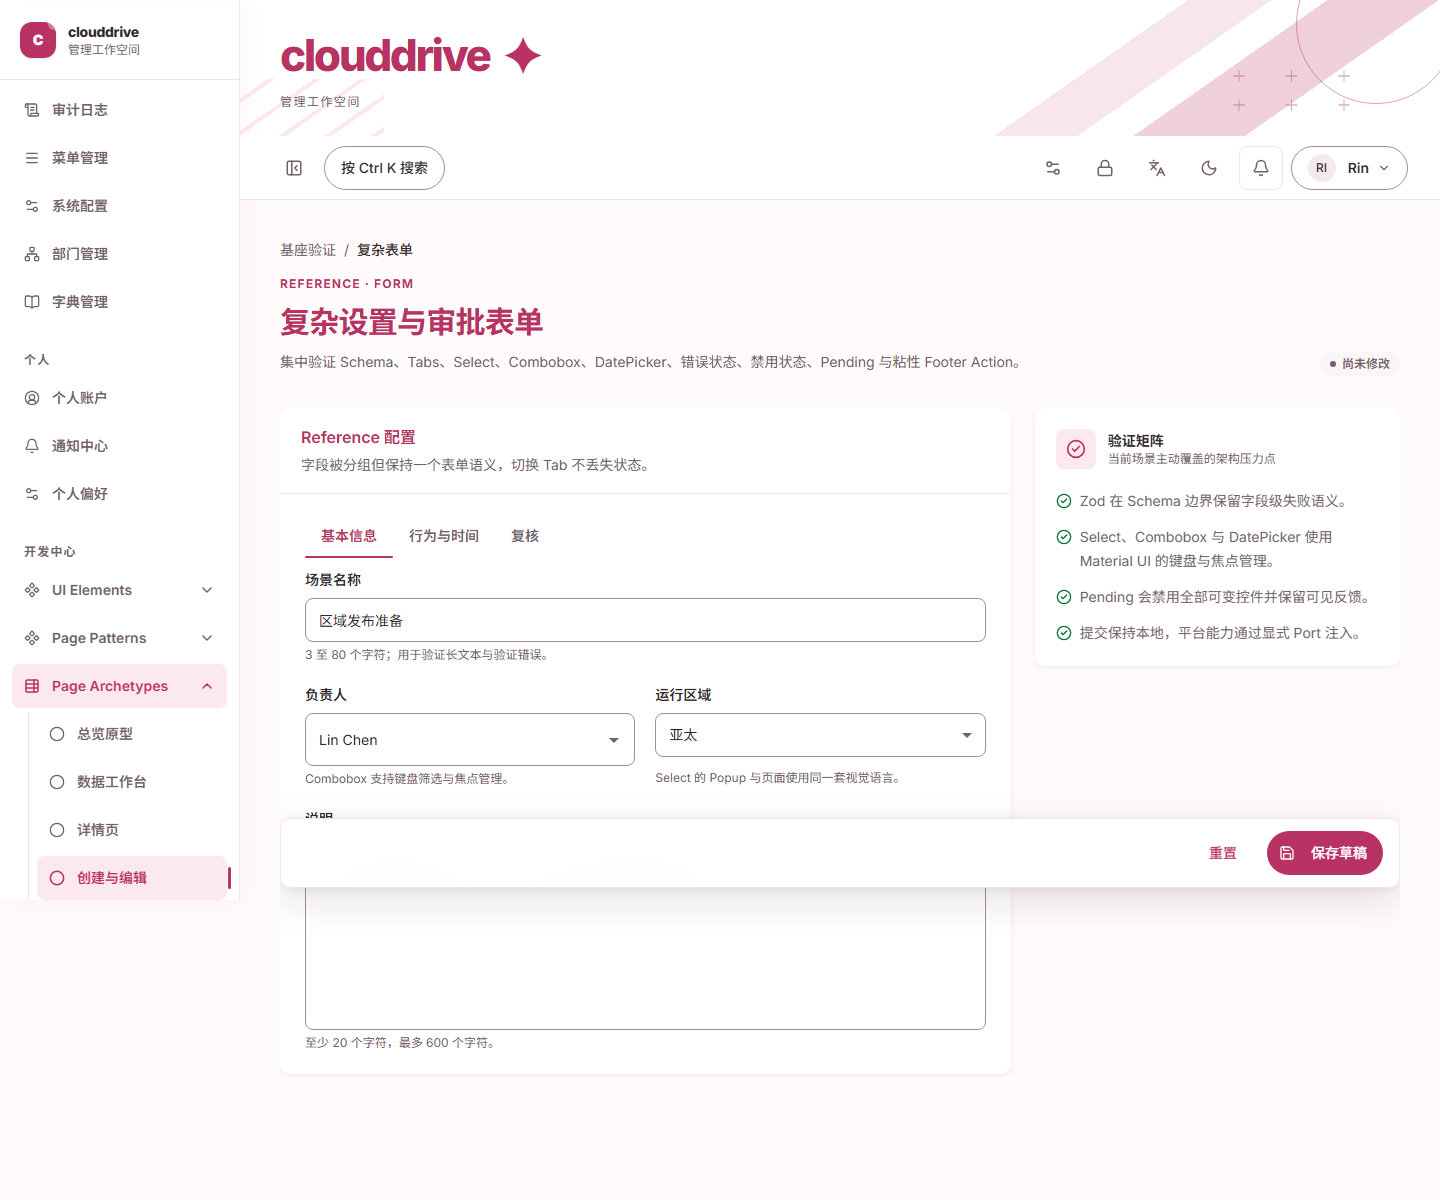 C
clouddrive
管理工作空间
审计日志
菜单管理
系统配置
部门管理
字典管理
个人
个人账户
通知中心
个人偏好
开发中心
UI Elements
Page Patterns
Page Archetypes
总览原型
数据工作台
详情页
创建与编辑
clouddrive
管理工作空间
按 Ctrl K 搜索
RI
Rin
基座验证 / 复杂表单
REFERENCE · FORM
复杂设置与审批表单
集中验证 Schema、Tabs、Select、Combobox、DatePicker、错误状态、禁用状态、Pending 与粘性 Footer Action。
尚未修改
Reference 配置
字段被分组但保持一个表单语义，切换 Tab 不丢失状态。
基本信息 行为与时间 复核
场景名称
区域发布准备
3 至 80 个字符；用于验证长文本与验证错误。
负责人
Lin Chen
Combobox 支持键盘筛选与焦点管理。
运行区域
亚太
Select 的 Popup 与页面使用同一套视觉语言。
说明
重置
保存草稿
至少 20 个字符，最多 600 个字符。
验证矩阵
当前场景主动覆盖的架构压力点
Zod 在 Schema 边界保留字段级失败语义。
Select、Combobox 与 DatePicker 使用
Material UI 的键盘与焦点管理。
Pending 会禁用全部可变控件并保留可见反馈。
提交保持本地，平台能力通过显式 Port 注入。